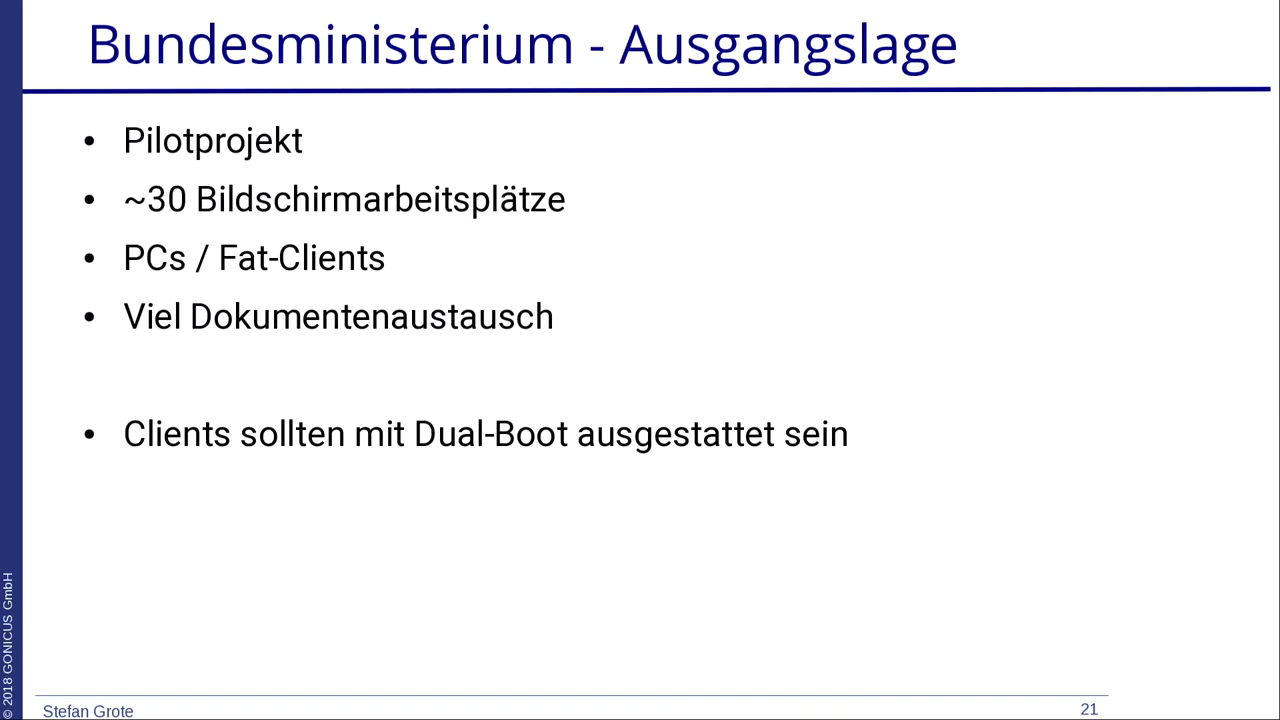 Bundesministerium - Ausgangslage
• Pilotprojekt
• ~30 Bildschirmarbeitsplätze
• PCs / Fat-Clients
• Viel Dokumentenaustausch
• Clients sollten mit Dual-Boot ausgestattet sein
© 2018 GONICUS GmbH
Stefan Grote
21